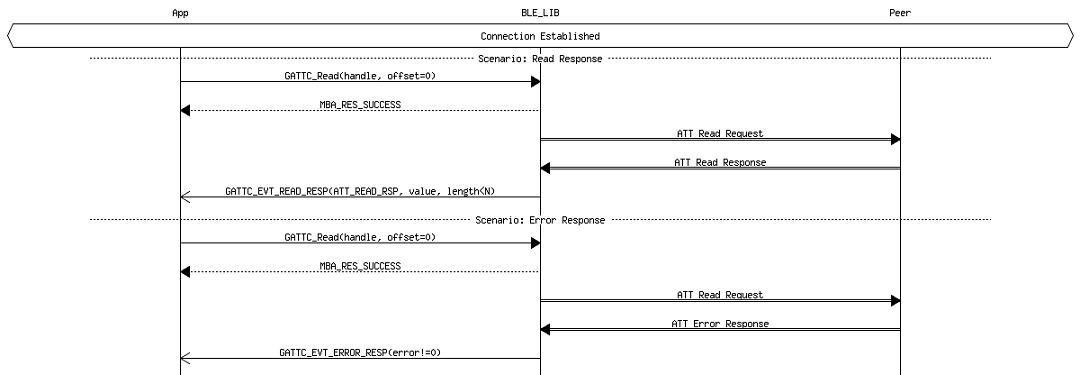 App BLE_LIB Peer
Connection Established
Scenario: Read Response
GATTC_Read(handle, offset=0)
MBA_RES_SUCCESS
ATT Read Request
ATT Read Response
GATTC_EVT_READ_RESP(ATT_READ_RSP, value, length<N)
Scenario: Error Response
GATTC_Read(handle, offset=0)
MBA_RES_SUCCESS
ATT Read Request
ATT Error Response
GATTC_EVT_ERROR_RESP(error!=0)